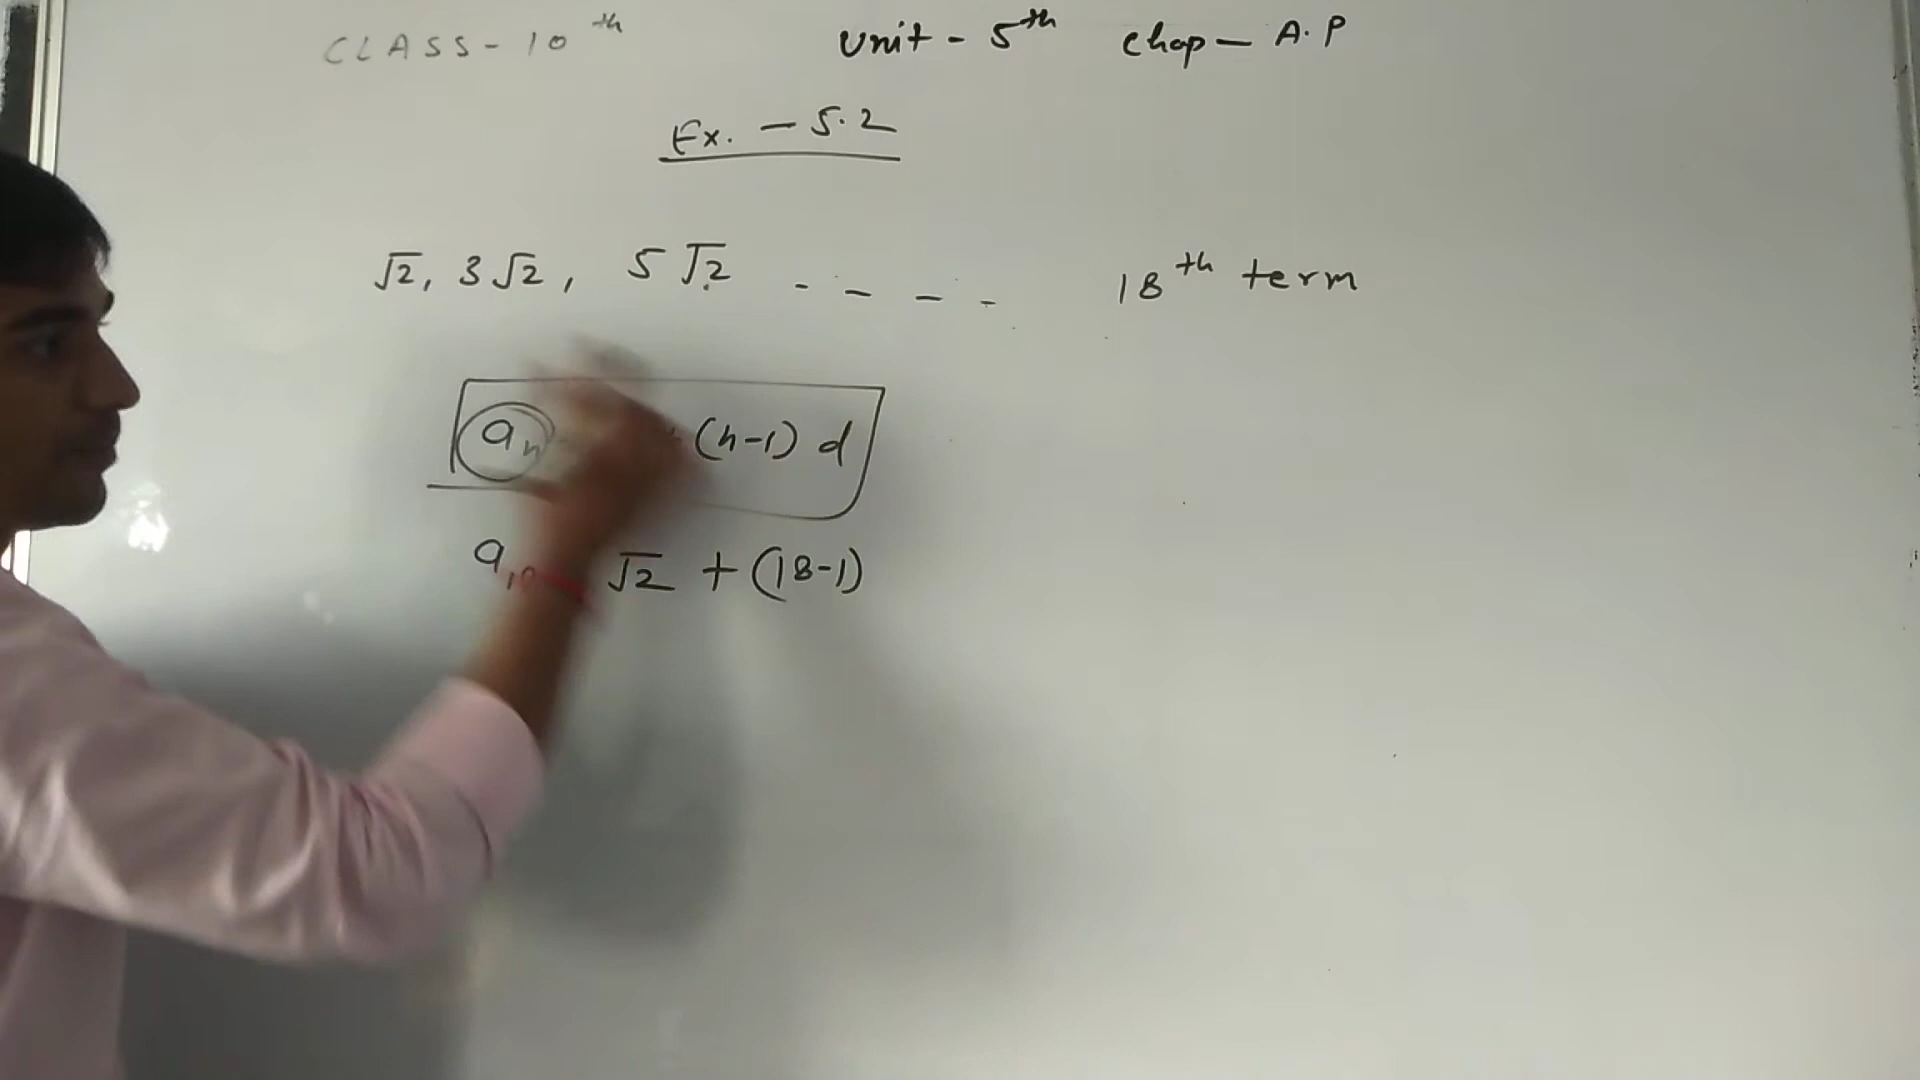 CLASS - 10th Unit - 5th Chap - A.P
Ex. - 5.2
√2, 3√2, 5√2 - - - - 18th term
an (n-1) d
a √2 + (18-1)